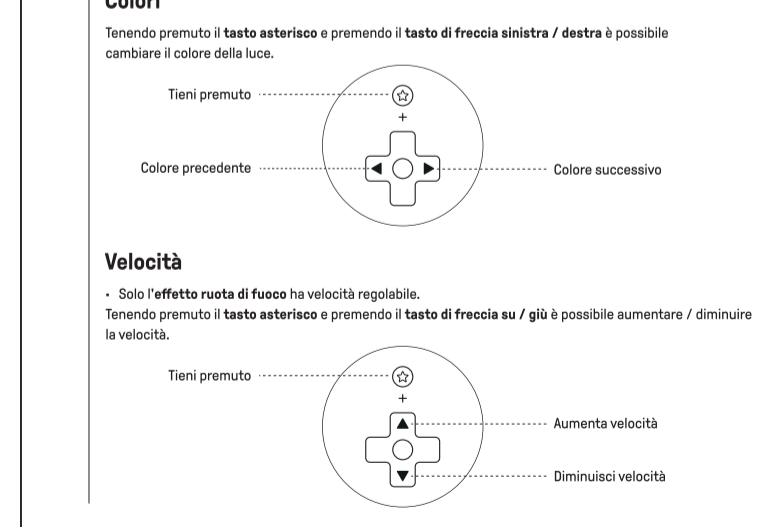 Colori
Tenendo premuto il tasto asterisco e premendo il tasto di freccia sinistra / destra è possibile
cambiare il colore della luce.
Tieni premuto
+
Colore precedente
Colore successivo
Velocità
• Solo l'effetto ruota di fuoco ha velocità regolabile.
Tenendo premuto il tasto asterisco e premendo il tasto di freccia su / giù è possibile aumentare / diminuire
la velocità.
Tieni premuto
+
Aumenta velocità
Diminuisci velocità